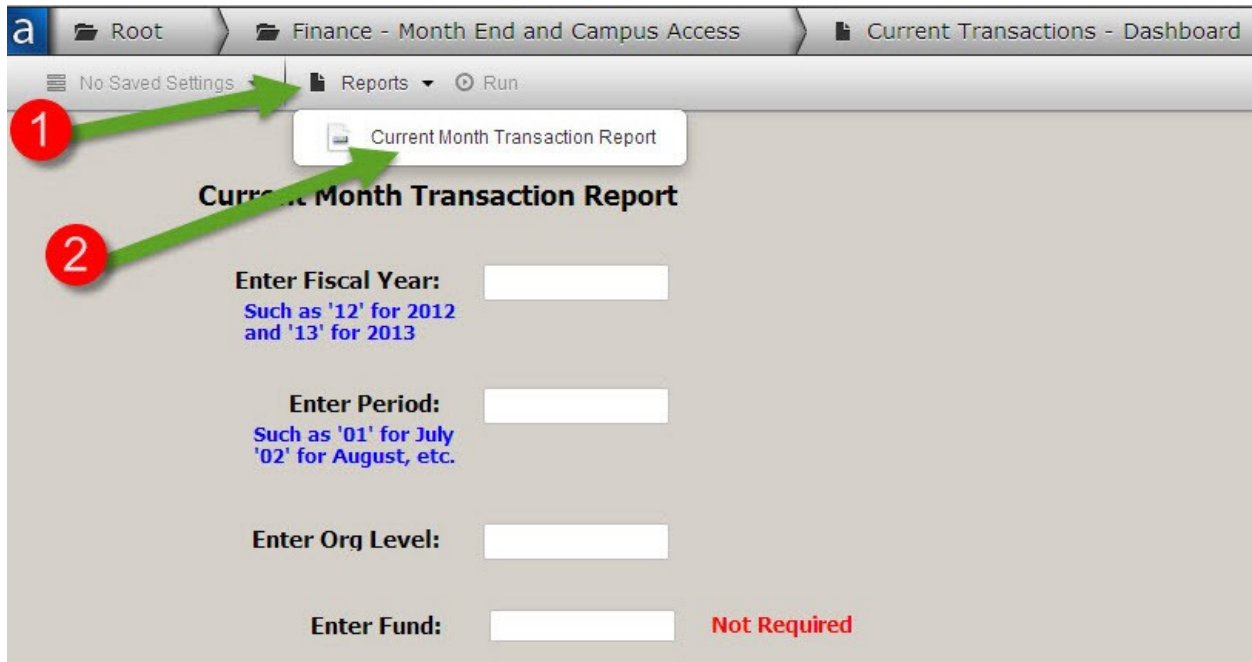 a Root Finance - Month End and Campus Access Current Transactions - Dashboard
No Saved Settings Reports Run
1
Current Month Transaction Report
Current Month Transaction Report
2
Enter Fiscal Year:
Such as '12' for 2012
and '13' for 2013
Enter Period:
Such as '01' for July
'02' for August, etc.
Enter Org Level:
Enter Fund: Not Required